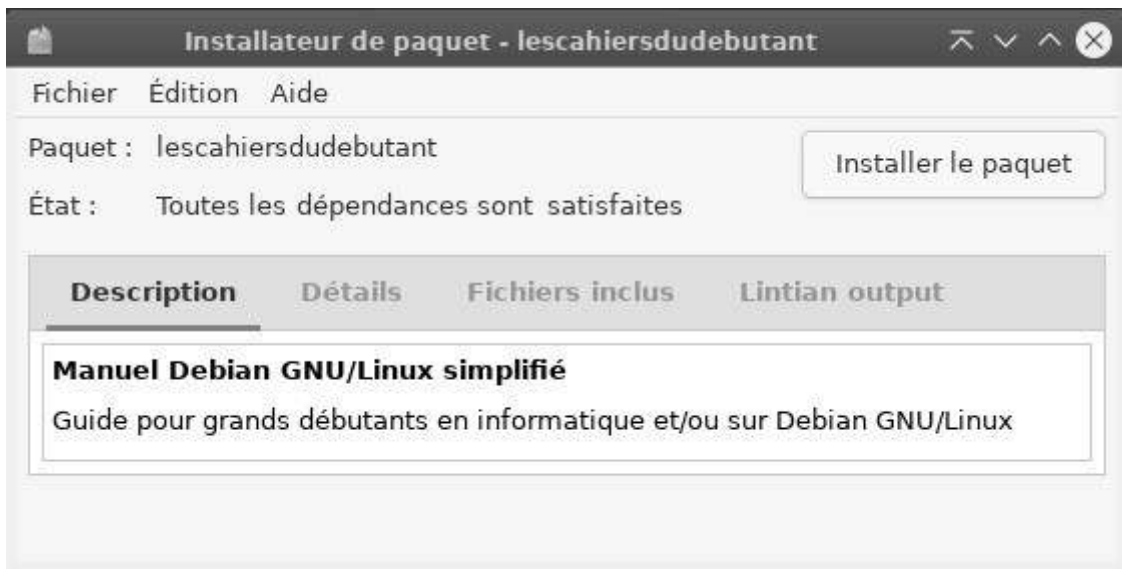 Installateur de paquet - lescahiersdudebutant
Fichier Édition Aide
Paquet : lescahiersdudebutant
Installer le paquet
État : Toutes les dépendances sont satisfaites
Description Détails Fichiers inclus Lintian output
Manuel Debian GNU/Linux simplifié
Guide pour grands débutants en informatique et/ou sur Debian GNU/Linux